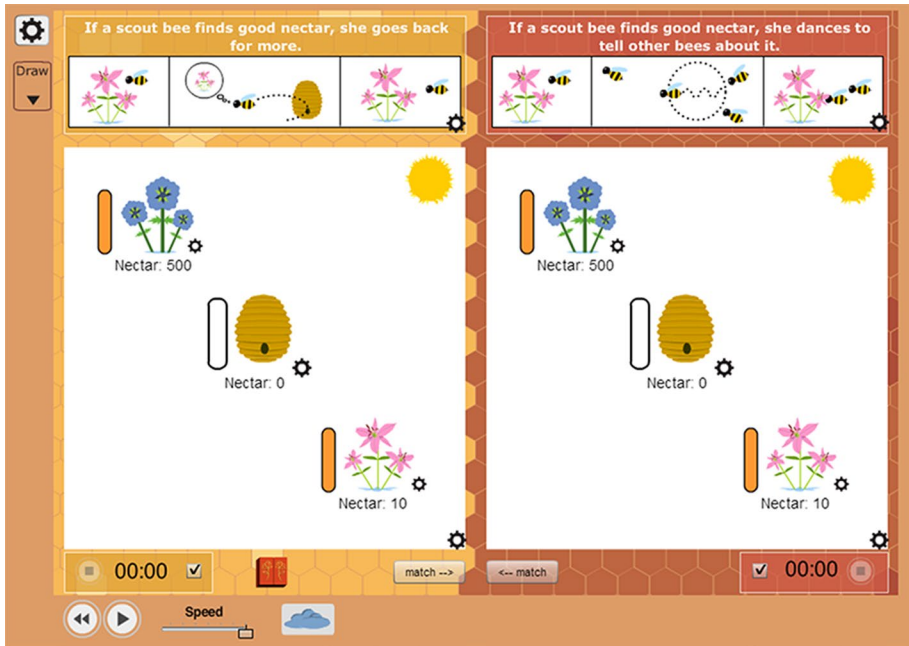 If a scout bee finds good nectar, she goes back
for more.
If a scout bee finds good nectar, she dances to
tell other bees about it.
Draw
Nectar: 500
Nectar: 0
Nectar: 10
Nectar: 500
Nectar: 0
Nectar: 10
00:00
match -->
<-- match
00:00
Speed